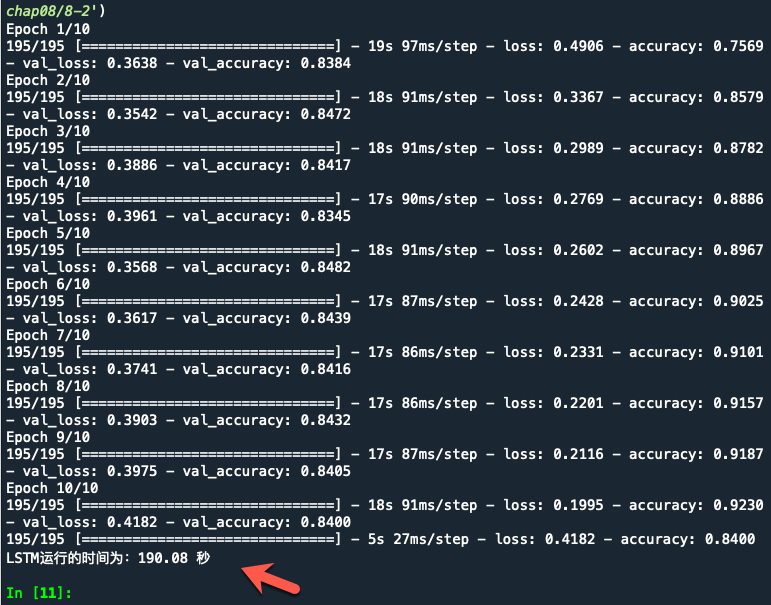 chap08/8-2')
Epoch 1/10
195/195 [==============================] - 19s 97ms/step - loss: 0.4906 - accuracy: 0.7569
- val_loss: 0.3638 - val_accuracy: 0.8384
Epoch 2/10
195/195 [==============================] - 18s 91ms/step - loss: 0.3367 - accuracy: 0.8579
- val_loss: 0.3542 - val_accuracy: 0.8472
Epoch 3/10
195/195 [==============================] - 18s 91ms/step - loss: 0.2989 - accuracy: 0.8782
- val_loss: 0.3886 - val_accuracy: 0.8417
Epoch 4/10
195/195 [==============================] - 17s 90ms/step - loss: 0.2769 - accuracy: 0.8886
- val_loss: 0.3961 - val_accuracy: 0.8345
Epoch 5/10
195/195 [==============================] - 18s 91ms/step - loss: 0.2602 - accuracy: 0.8967
- val_loss: 0.3568 - val_accuracy: 0.8482
Epoch 6/10
195/195 [==============================] - 17s 87ms/step - loss: 0.2428 - accuracy: 0.9025
- val_loss: 0.3617 - val_accuracy: 0.8439
Epoch 7/10
195/195 [==============================] - 17s 86ms/step - loss: 0.2331 - accuracy: 0.9101
- val_loss: 0.3741 - val_accuracy: 0.8416
Epoch 8/10
195/195 [==============================] - 17s 86ms/step - loss: 0.2201 - accuracy: 0.9157
- val_loss: 0.3903 - val_accuracy: 0.8432
Epoch 9/10
195/195 [==============================] - 17s 87ms/step - loss: 0.2116 - accuracy: 0.9187
- val_loss: 0.3975 - val_accuracy: 0.8405
Epoch 10/10
195/195 [==============================] - 18s 91ms/step - loss: 0.1995 - accuracy: 0.9230
- val_loss: 0.4182 - val_accuracy: 0.8400
195/195 [==============================] - 5s 27ms/step - loss: 0.4182 - accuracy: 0.8400
LSTM运行的时间为：190.08 秒
In [11]: